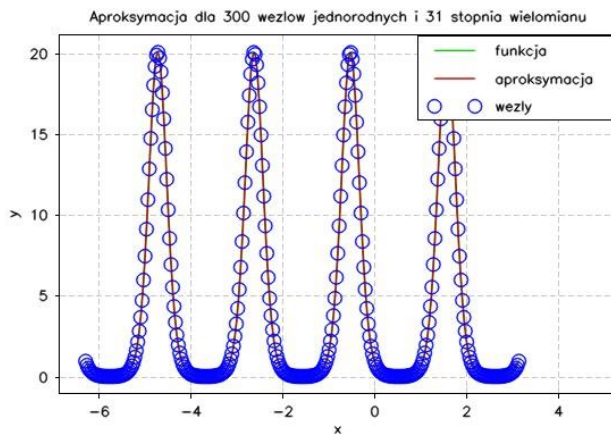 Aproksymacja dla 300 wezlow jednorodnych i 31 stopnia wielomianu
funkcja
aproksymacja
wezly
20
15
10
5
0
y
−6 −4 −2 0 2 4
x